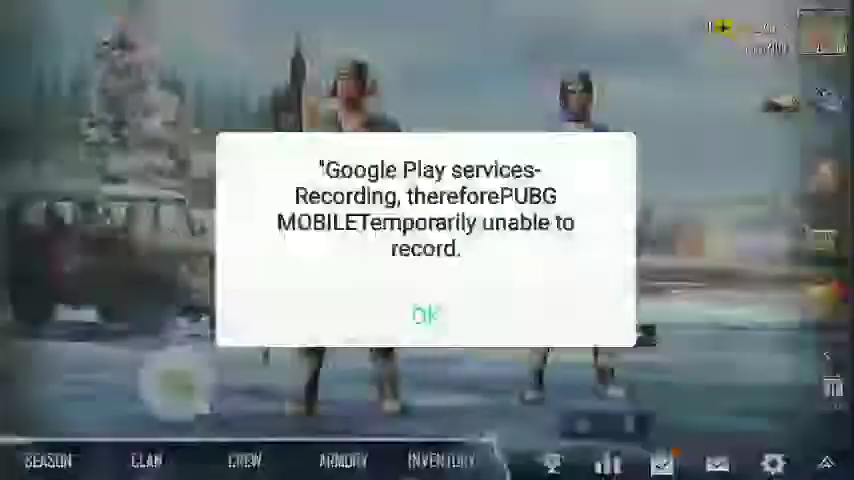 "Google Play services-
Recording, thereforePUBG
MOBILETemporarily unable to
record.
OK
SEASON
CLAN
CREW
ARMORY
INVENTORY